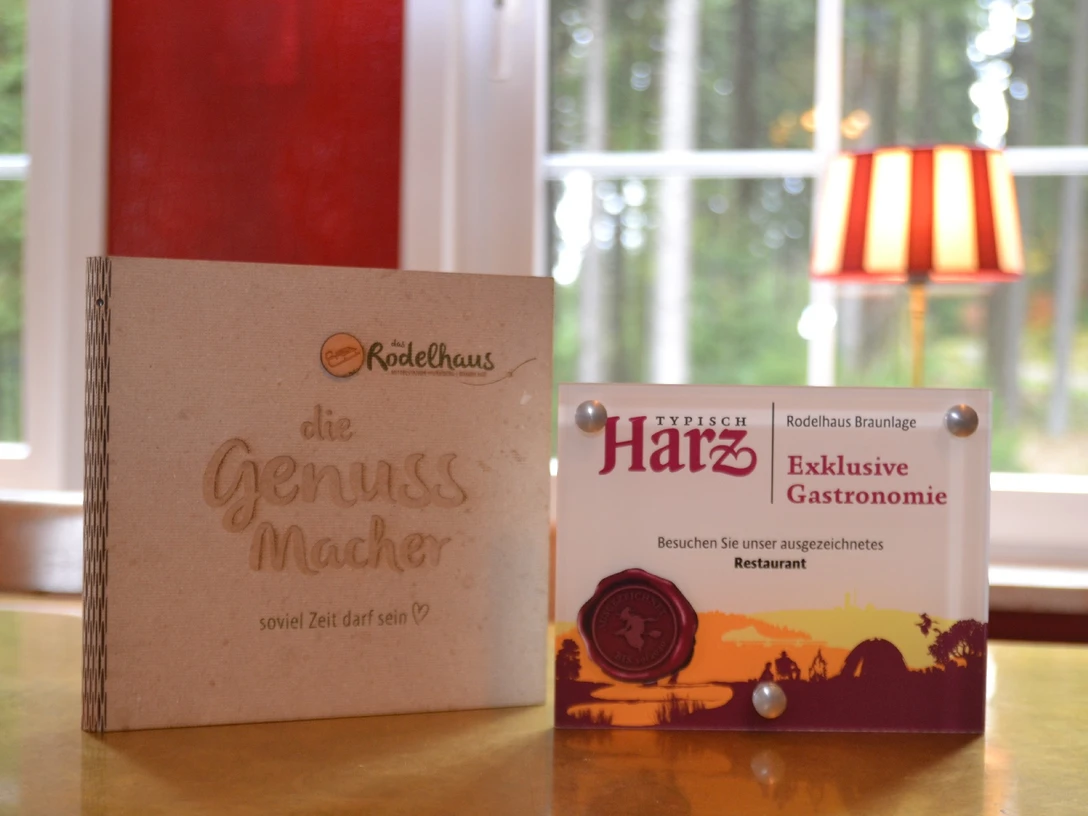 das
Rodelhaus
die
Genuss
Macher
soviel Zeit darf sein
TYPISCH
Harz
Rodelhaus Braunlage
Exklusive
Gastronomie
Besuchen Sie unser ausgezeichnetes
Restaurant